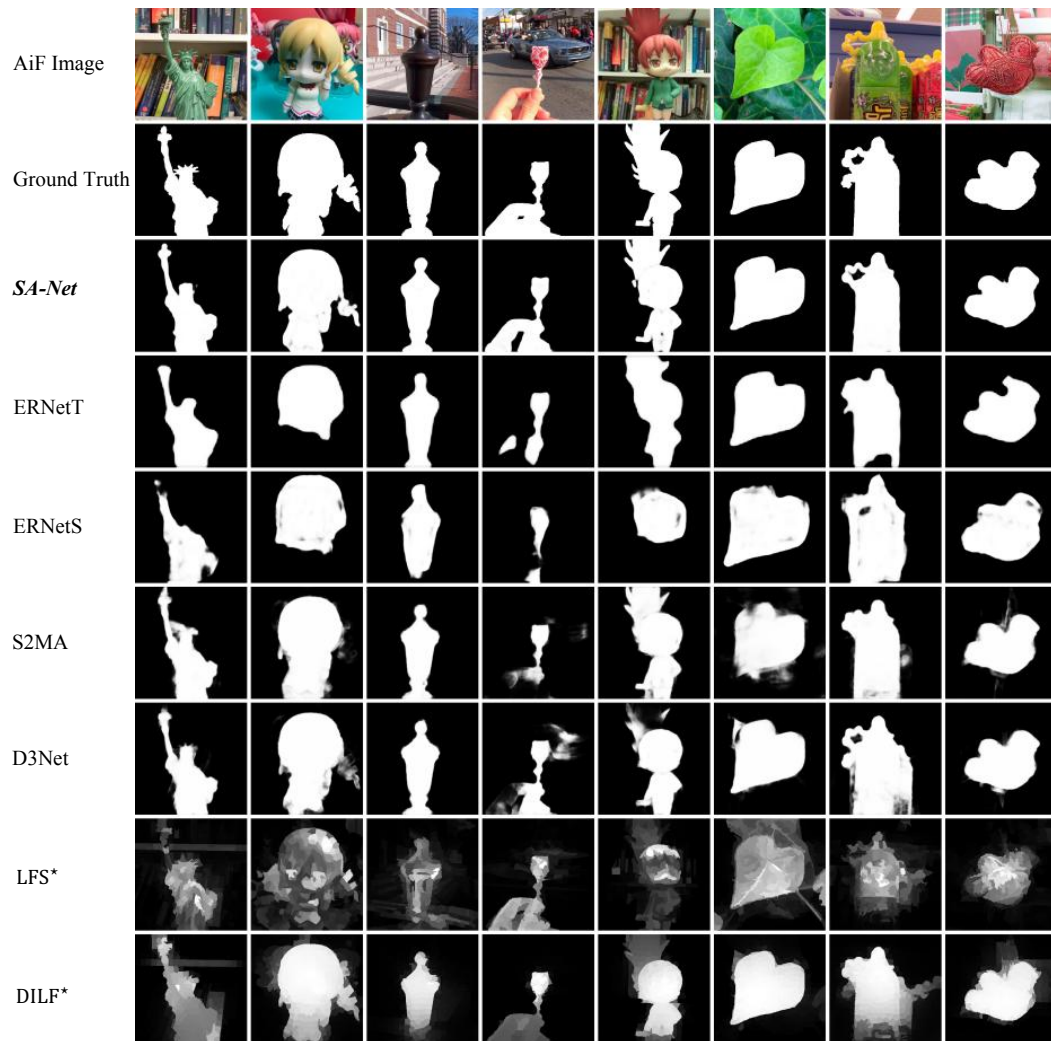 AiF Image
Ground Truth
SA-Net
ERNetT
ERNetS
S2MA
D3Net
LFS★
DILF★